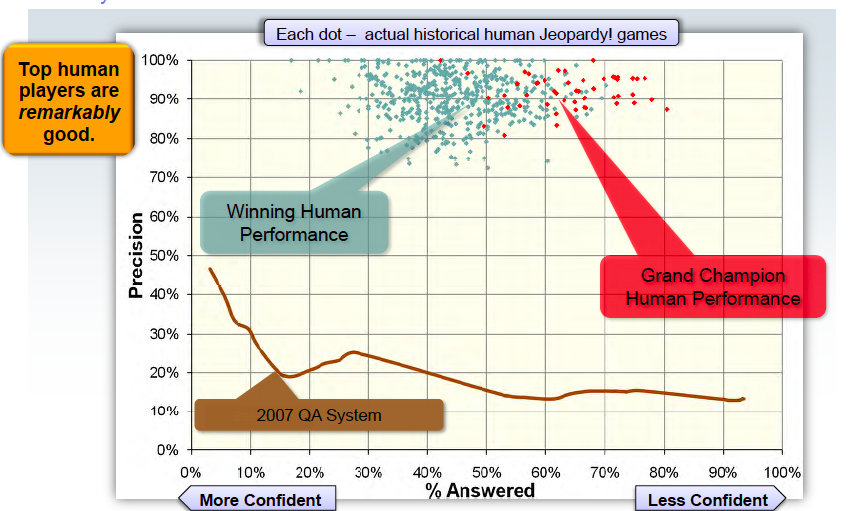 Each dot – actual historical human Jeopardy! games
Top human
players are
remarkably
good.
100%
90%
80%
70%
60%
50%
40%
30%
20%
10%
0%
Precision
Winning Human
Performance
Grand Champion
Human Performance
2007 QA System
0% 10% 20% 30% 40% 50% 60% 70% 80% 90% 100%
More Confident
% Answered
Less Confident